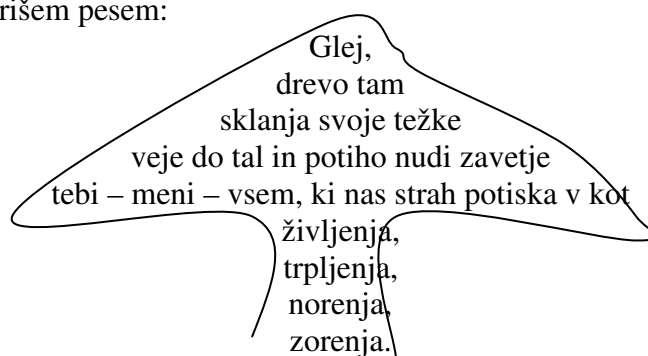 rišem pesem:
Glej,
drevo tam
sklanja svoje težke
veje do tal in potiho nudi zavetje
tebi – meni – vsem, ki nas strah potiska v kot
življenja,
trpljenja,
norenja,
zorenja.